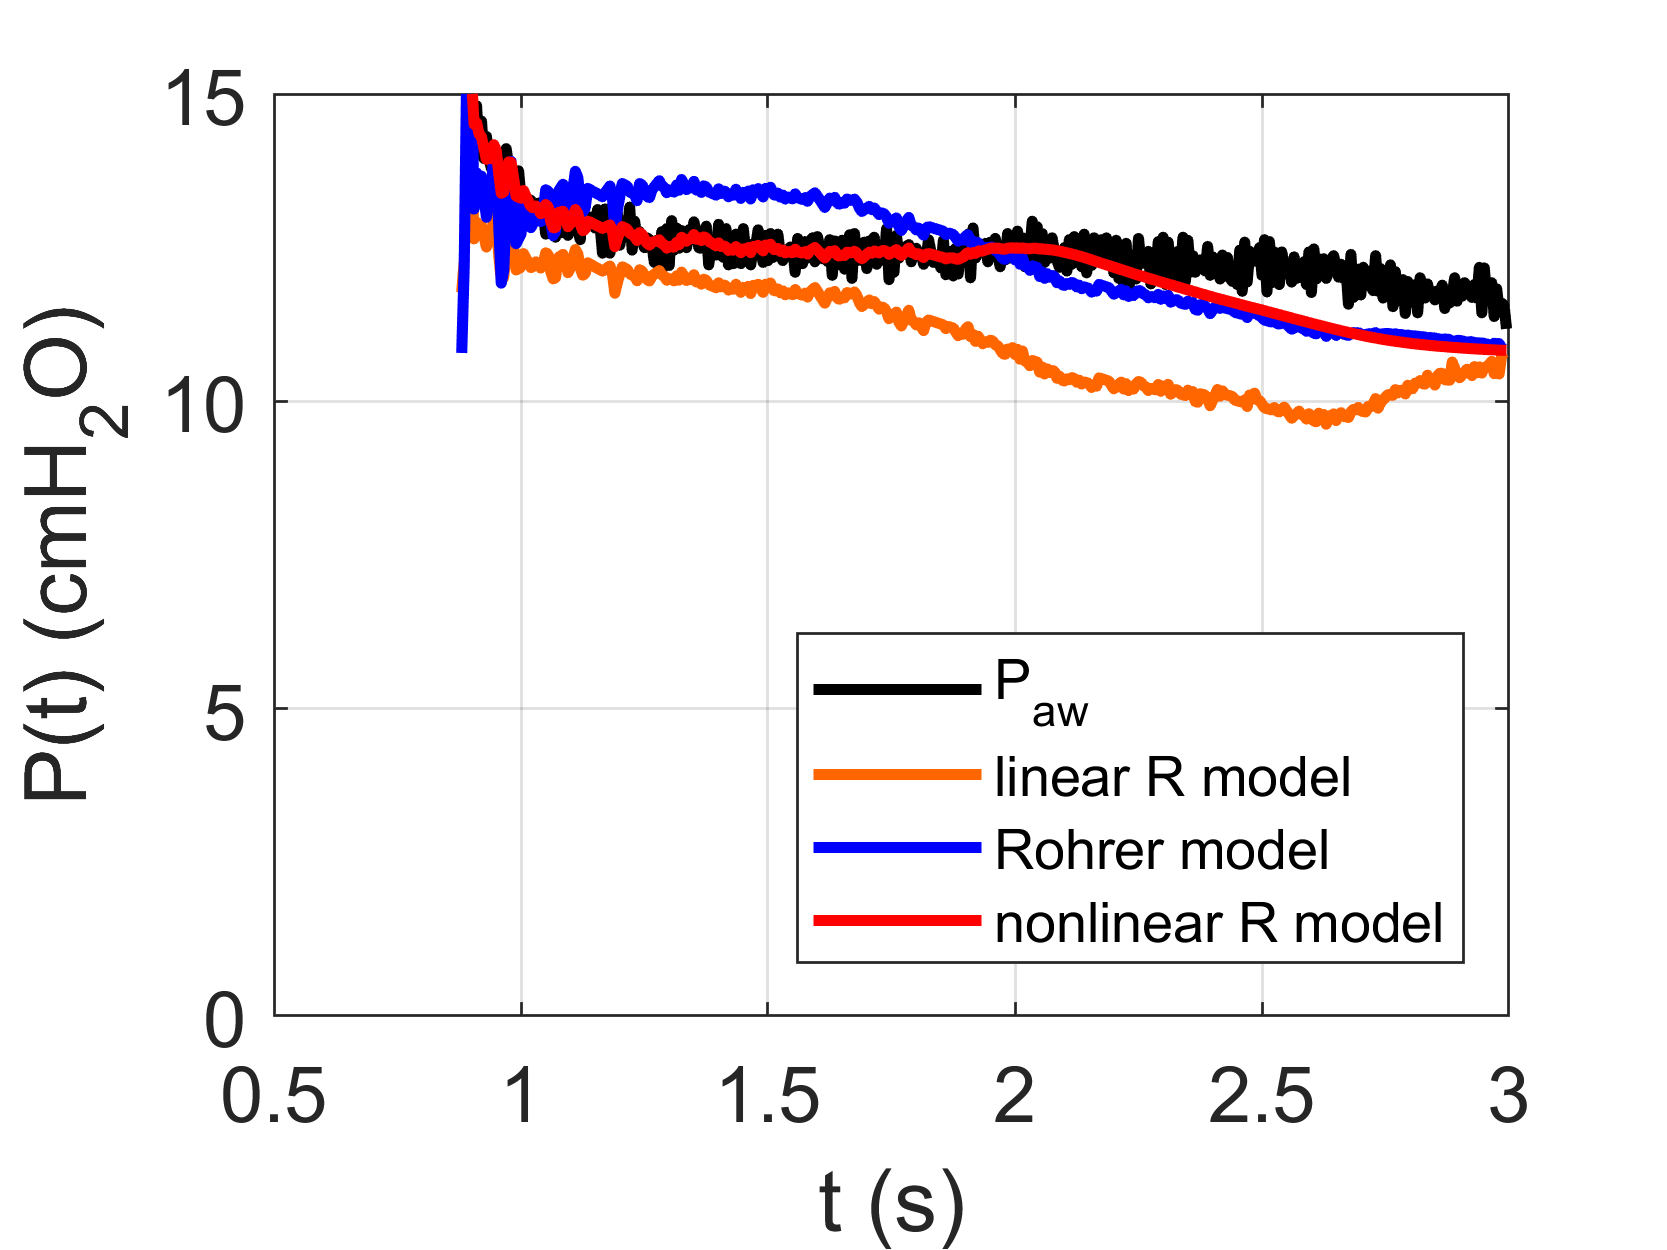 P(t) (cmH2O)
15
10
5
0
0.5 1 1.5 2 2.5 3
t (s)
Paw
linear R model
Rohrer model
nonlinear R model